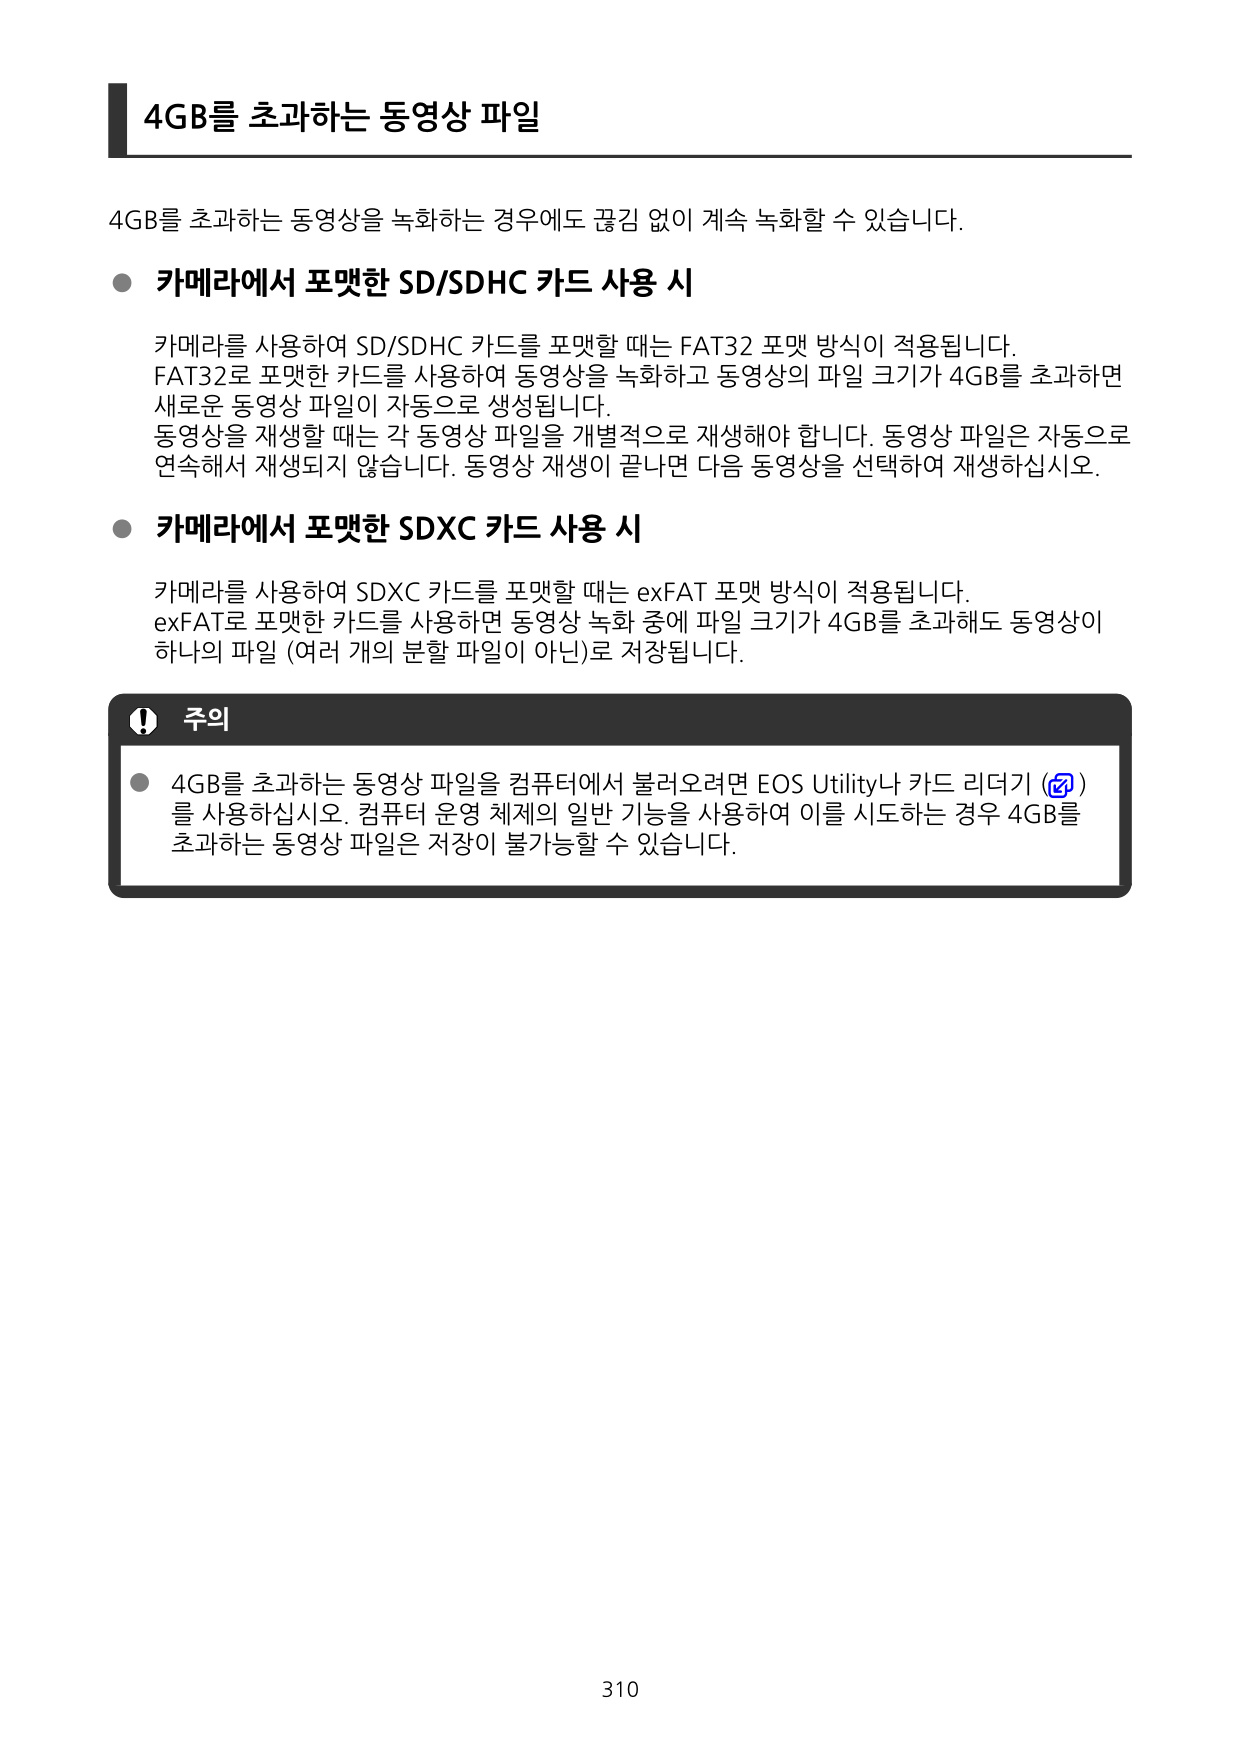 4GB를 초과하는 동영상 파일
4GB를 초과하는 동영상을 녹화하는 경우에도 끊김 없이 계속 녹화할 수 있습니다.
● 카메라에서 포맷한 SD/SDHC 카드 사용 시
카메라를 사용하여 SD/SDHC 카드를 포맷할 때는 FAT32 포맷 방식이 적용됩니다.
FAT32로 포맷한 카드를 사용하여 동영상을 녹화하고 동영상의 파일 크기가 4GB를 초과하면
새로운 동영상 파일이 자동으로 생성됩니다.
동영상을 재생할 때는 각 동영상 파일을 개별적으로 재생해야 합니다. 동영상 파일은 자동으로
연속해서 재생되지 않습니다. 동영상 재생이 끝나면 다음 동영상을 선택하여 재생하십시오.
● 카메라에서 포맷한 SDXC 카드 사용 시
카메라를 사용하여 SDXC 카드를 포맷할 때는 exFAT 포맷 방식이 적용됩니다.
exFAT로 포맷한 카드를 사용하면 동영상 녹화 중에 파일 크기가 4GB를 초과해도 동영상이
하나의 파일 (여러 개의 분할 파일이 아닌)로 저장됩니다.
주의
● 4GB를 초과하는 동영상 파일을 컴퓨터에서 불러오려면 EOS Utility나 카드 리더기 ( )
를 사용하십시오. 컴퓨터 운영 체제의 일반 기능을 사용하여 이를 시도하는 경우 4GB를
초과하는 동영상 파일은 저장이 불가능할 수 있습니다.
310